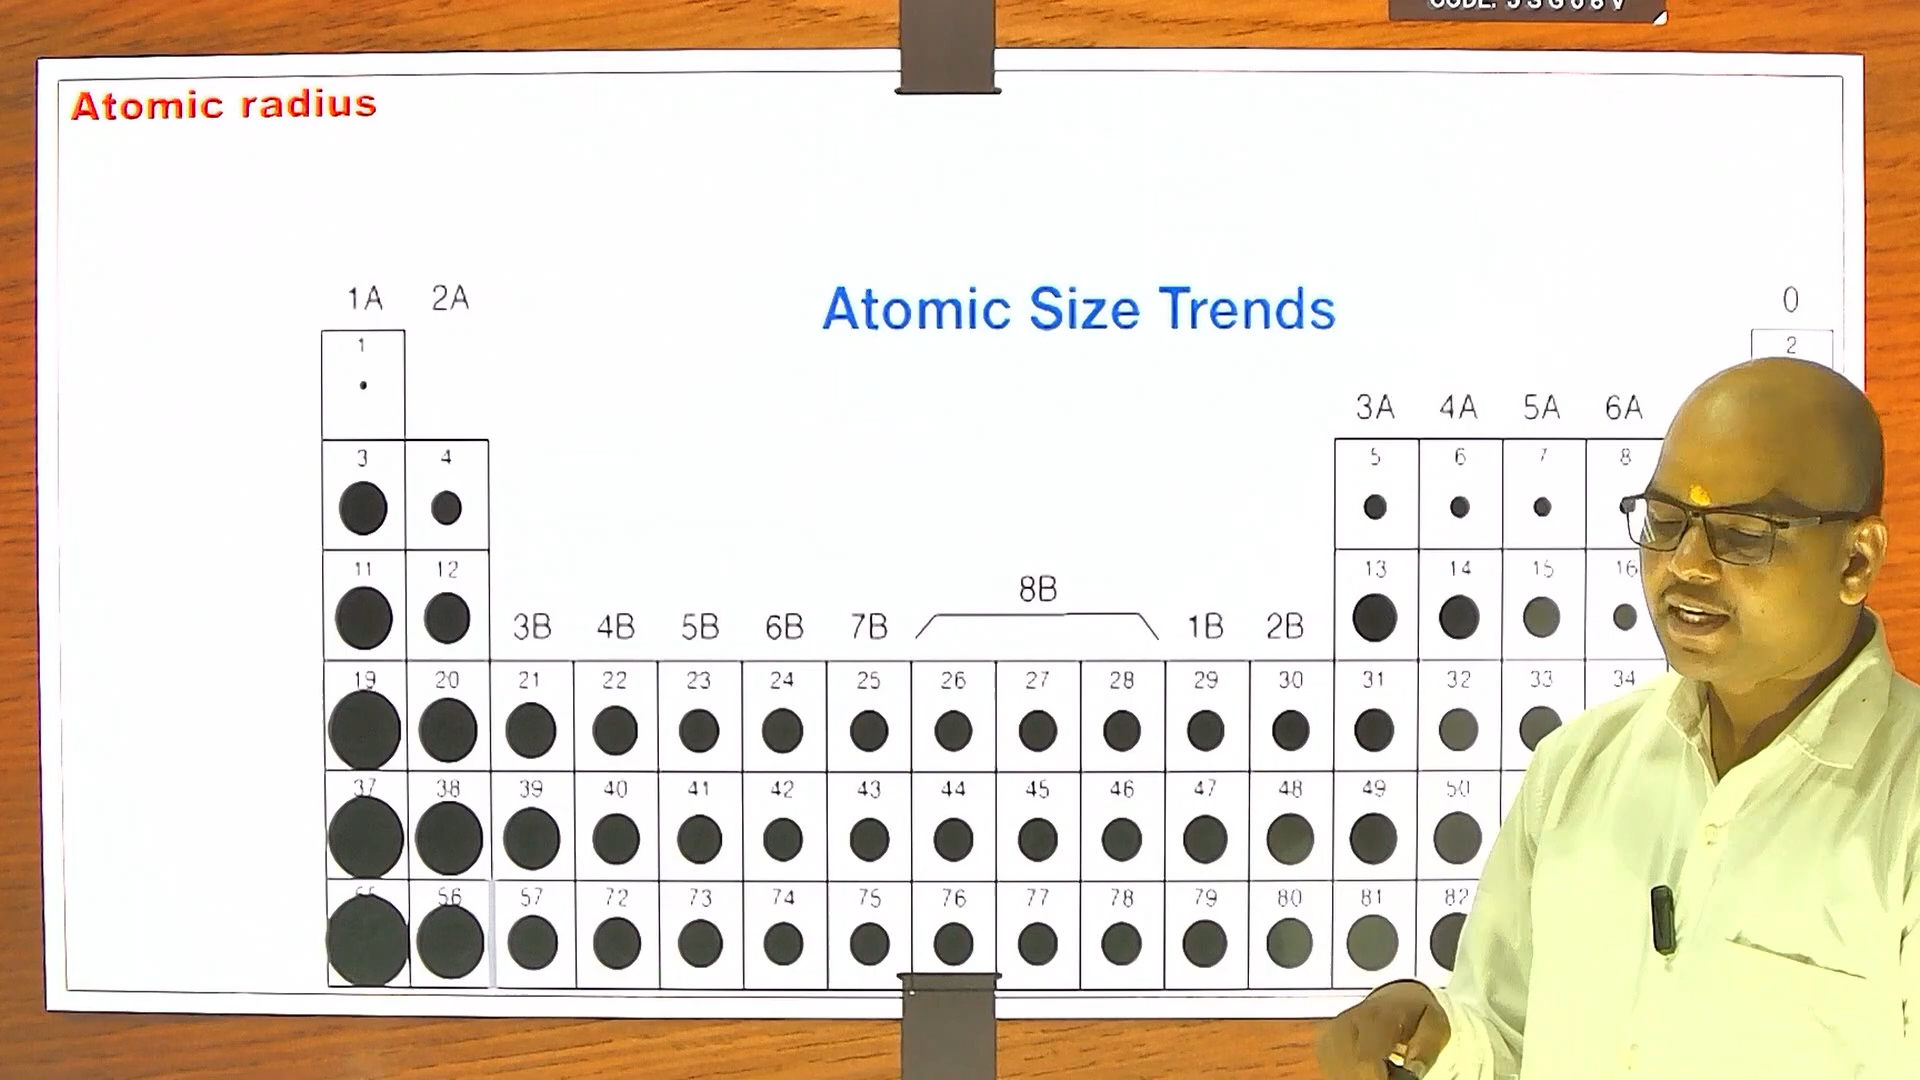 Atomic radius
Atomic Size Trends
1A 2A 0
1 2
3A 4A 5A 6A
3 4 5 6 7 8
8B
11 12 13 14 15 16
3B 4B 5B 6B 7B 1B 2B
19 20 21 22 23 24 25 26 27 28 29 30 31 32 33 34
37 38 39 40 41 42 43 44 45 46 47 48 49 50
56 57 72 73 74 75 76 77 78 79 80 81 82